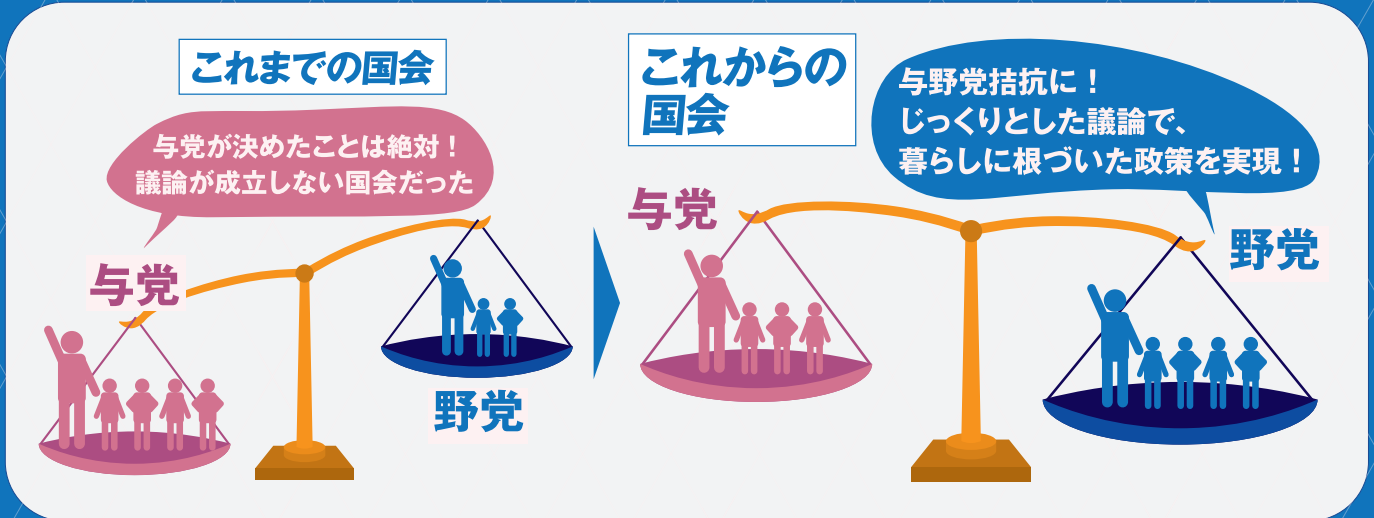 これまでの国会
与党が決めたことは絶対！
議論が成立しない国会だった
与党
野党
これからの
国会
与野党拮抗に！
じっくりとした議論で、
暮らしに根づいた政策を実現！
与党
野党